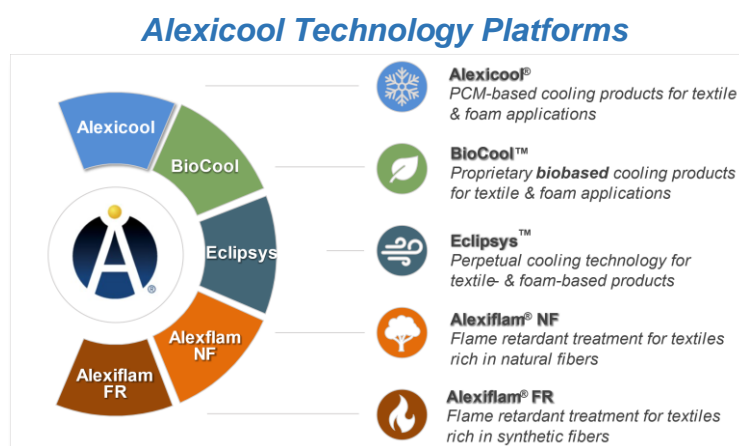 Alexicool Technology Platforms
Alexicool
BioCool
Eclipsys
Alexflam
NF
Alexiflam
FR
A®
Alexicool®
PCM-based cooling products for textile
& foam applications
BioCool™
Proprietary biobased cooling products
for textile & foam applications
Eclipsys™
Perpetual cooling technology for
textile- & foam-based products
Alexiflam® NF
Flame retardant treatment for textiles
rich in natural fibers
Alexiflam® FR
Flame retardant treatment for textiles
rich in synthetic fibers